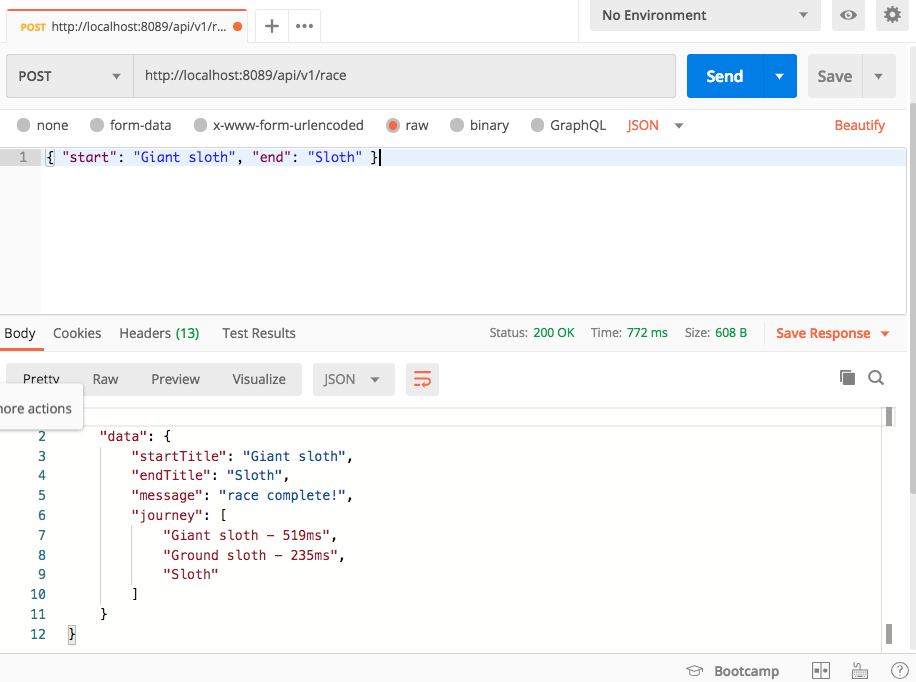 POST http://localhost:8089/api/v1/r...
No Environment
POST http://localhost:8089/api/v1/race Send Save
none form-data x-www-form-urlencoded raw binary GraphQL JSON Beautify
1 { "start": "Giant sloth", "end": "Sloth" }
Body Cookies Headers (13) Test Results Status: 200 OK Time: 772 ms Size: 608 B Save Response
Pretty Raw Preview Visualize JSON
actions
2 "data": {
3 "startTitle": "Giant sloth",
4 "endTitle": "Sloth",
5 "message": "race complete!",
6 "journey": [
7 "Giant sloth – 519ms",
8 "Ground sloth – 235ms",
9 "Sloth"
10 ]
11 }
12 }
Bootcamp ?